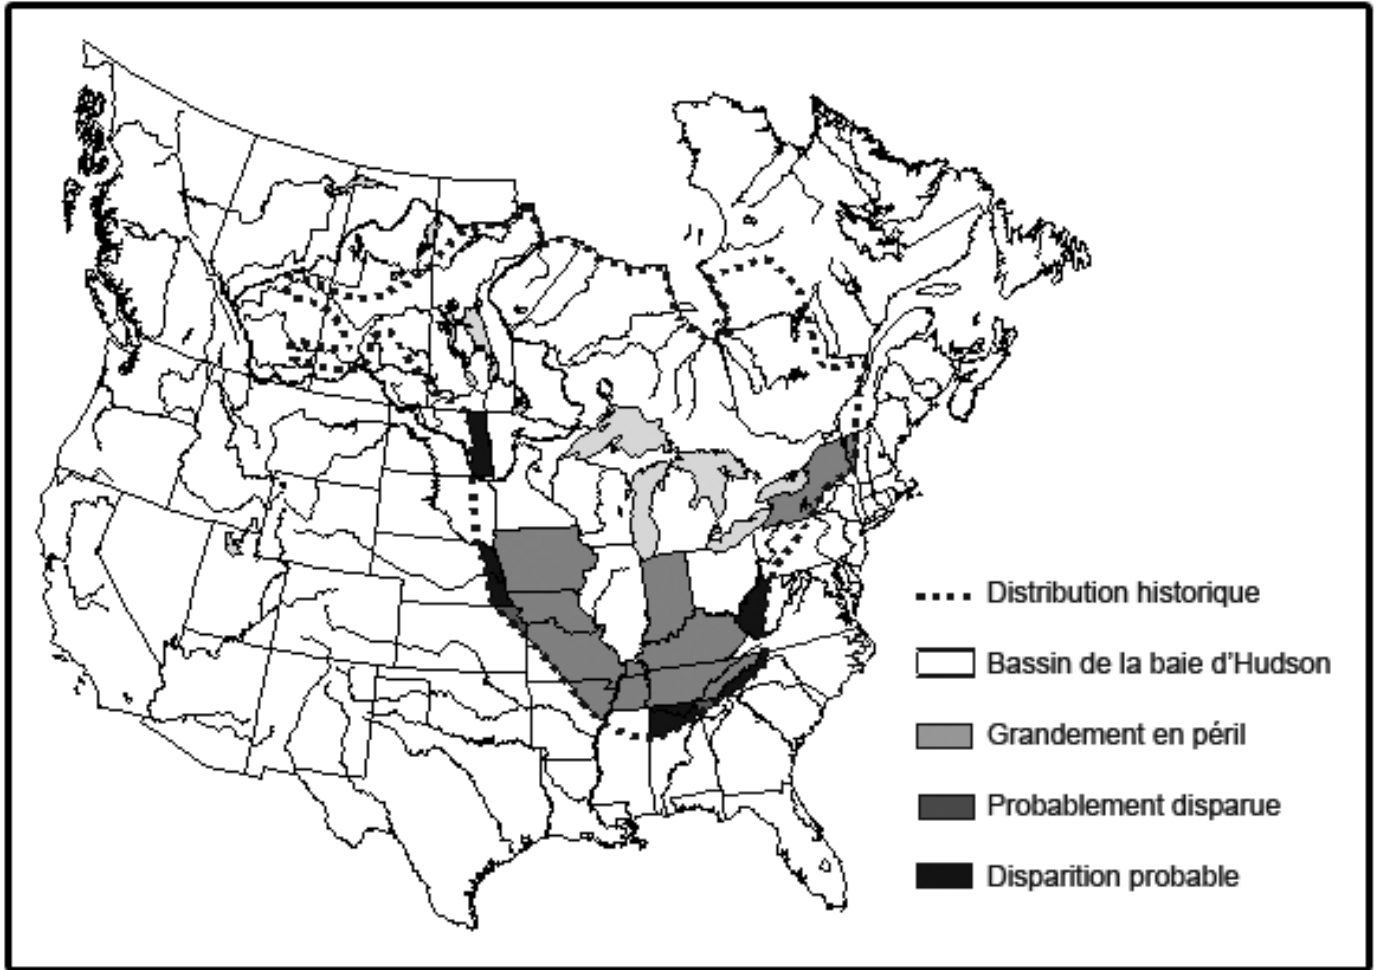 Distribution historique
Bassin de la baie d'Hudson
Grandement en péril
Probablement disparue
Disparition probable